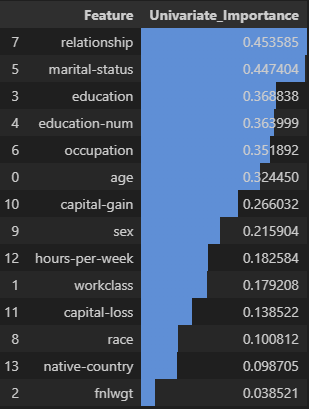 Feature Univariate_Importance
7 relationship 0.453585
5 marital-status 0.447404
3 education 0.368838
4 education-num 0.363999
6 occupation 0.351892
0 age 0.324450
10 capital-gain 0.266032
9 sex 0.215904
12 hours-per-week 0.182584
1 workclass 0.179208
11 capital-loss 0.138522
8 race 0.100812
13 native-country 0.098705
2 fnlwgt 0.038521